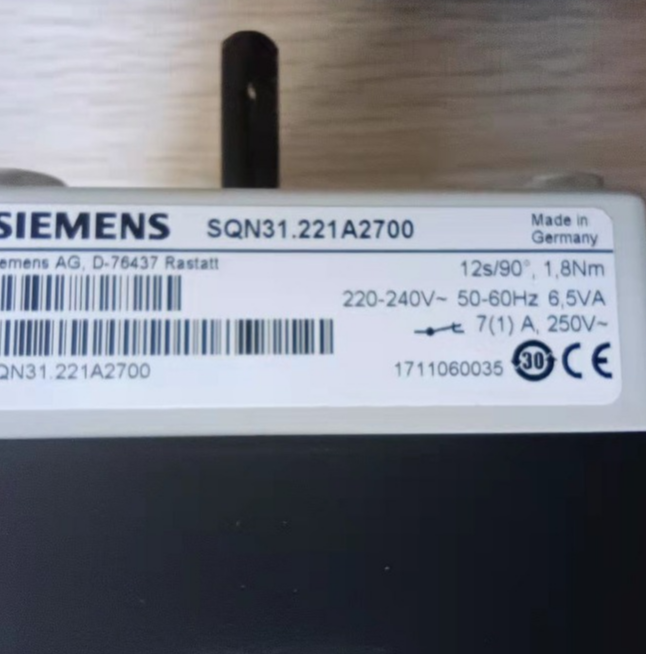 SIEMENS SQN31.221A2700
Made in
Germany
emens AG, D-76437 Rastatt
12s/90°, 1,8Nm
220-240V~ 50-60Hz 6,5VA
7(1) A, 250V~
QN31.221A2700
1711060035 30 CE